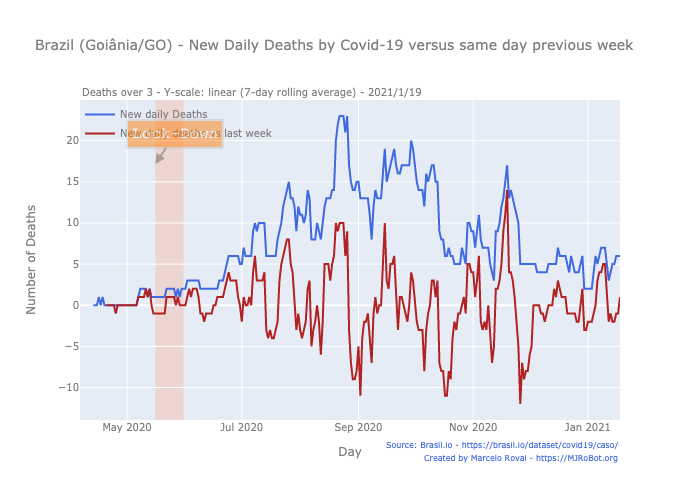 Brazil (Goiânia/GO) - New Daily Deaths by Covid-19 versus same day previous week
Deaths over 3 - Y-scale: linear (7-day rolling average) - 2021/1/19
New daily Deaths
New daily deaths vs last week
Lock-Down
20
15
10
5
0
−5
−10
Number of Deaths
May 2020
Jul 2020
Sep 2020
Nov 2020
Jan 2021
Day
Source: Brasil.io - https://brasil.io/dataset/covid19/caso/
Created by Marcelo Rovai - https://MJRoBot.org